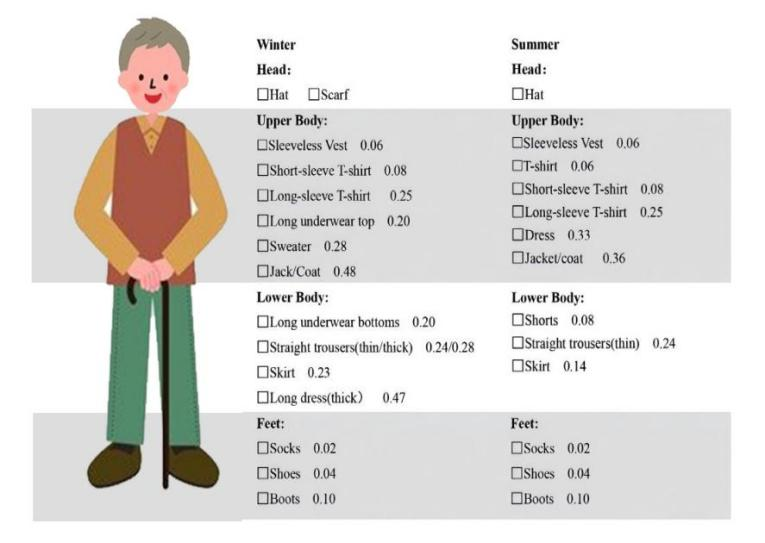 Winter
Head:
☐Hat ☐Scarf
Upper Body:
☐Sleeveless Vest 0.06
☐Short-sleeve T-shirt 0.08
☐Long-sleeve T-shirt 0.25
☐Long underwear top 0.20
☐Sweater 0.28
☐Jack/Coat 0.48
Lower Body:
☐Long underwear bottoms 0.20
☐Straight trousers(thin/thick) 0.24/0.28
☐Skirt 0.23
☐Long dress(thick） 0.47
Feet:
☐Socks 0.02
☐Shoes 0.04
☐Boots 0.10
Summer
Head:
☐Hat
Upper Body:
☐Sleeveless Vest 0.06
☐T-shirt 0.06
☐Short-sleeve T-shirt 0.08
☐Long-sleeve T-shirt 0.25
☐Dress 0.33
☐Jacket/coat 0.36
Lower Body:
☐Shorts 0.08
☐Straight trousers(thin) 0.24
☐Skirt 0.14
Feet:
☐Socks 0.02
☐Shoes 0.04
☐Boots 0.10